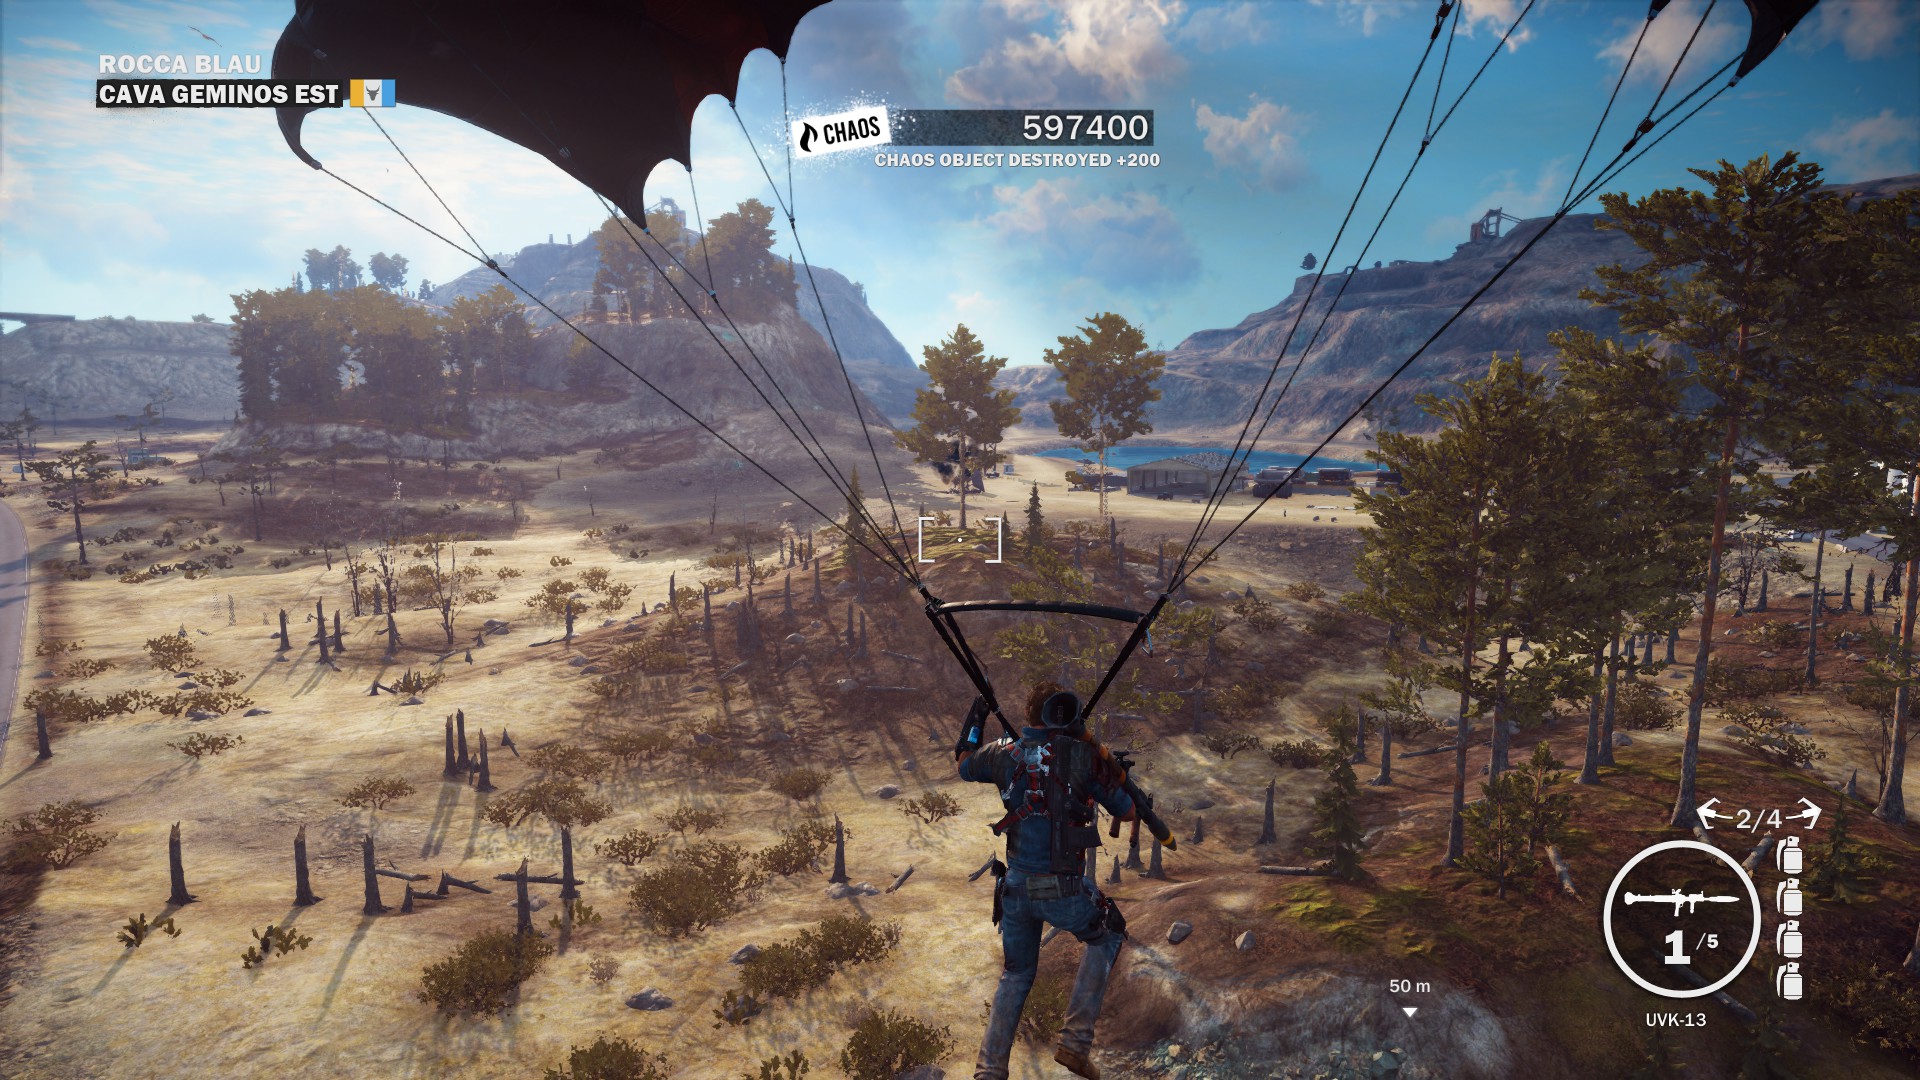 ROCCA BLAU
CAVA GEMINOS EST
CHAOS 597400
CHAOS OBJECT DESTROYED +200
2/4
1/5
50 m
UVK-13